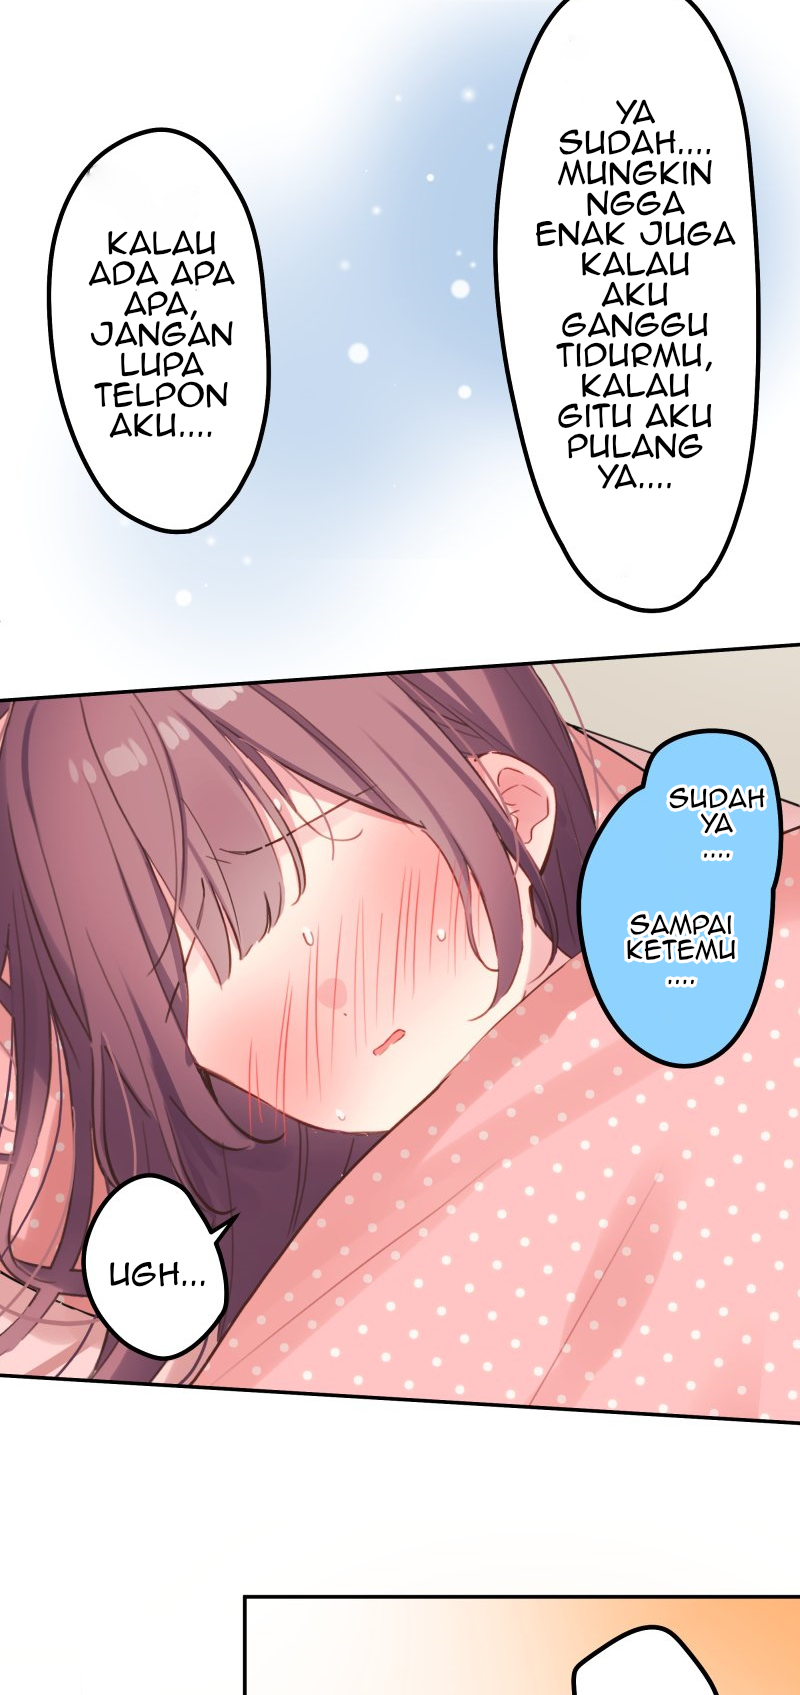 YA
SUDAH....
MUNGKIN
NGGA
ENAK JUGA
KALAU
AKU
GANGGU
TIDURMU,
KALAU
GITU AKU
PULANG
YA....
KALAU
ADA APA
APA,
JANGAN
LUPA
TELPON
AKU....
SUDAH
YA
....
SAMPAI
KETEMU
....
UGH...